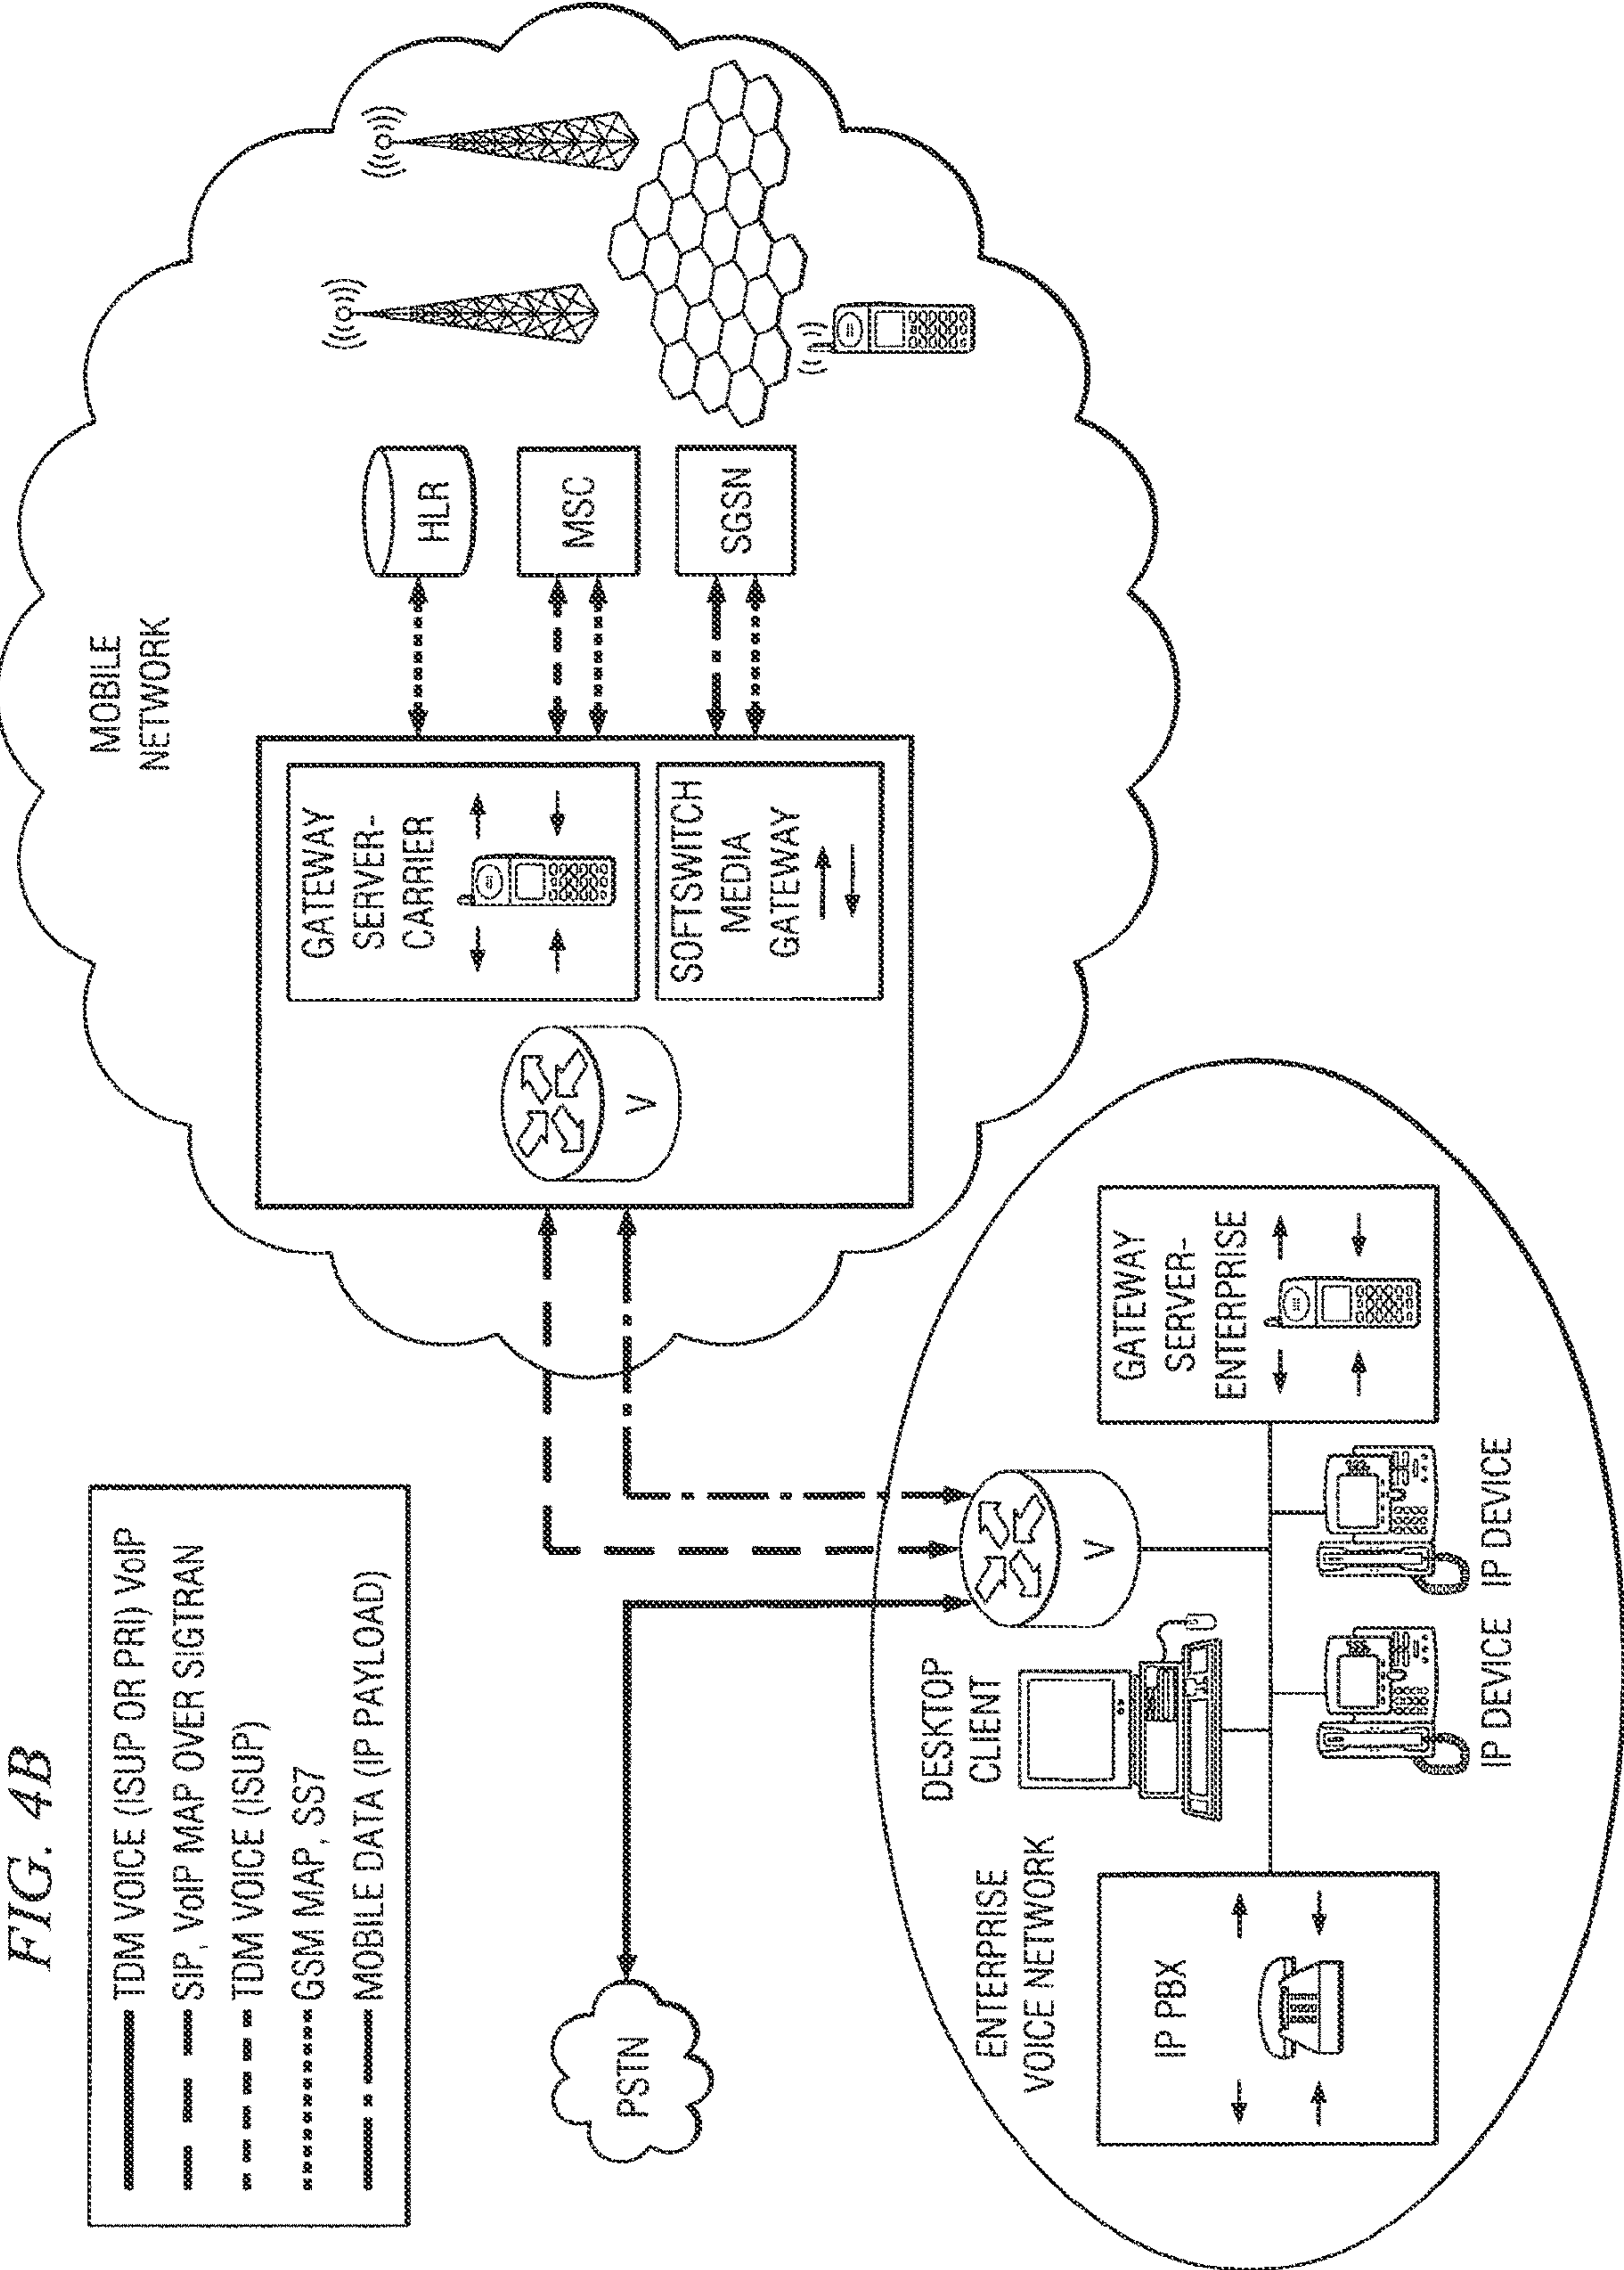 FIG. 4B
TDM VOICE (ISUP OR PRI) VoIP
SIP, VoIP MAP OVER SIGTRAN
TDM VOICE (ISUP)
GSM MAP, SS7
MOBILE DATA (IP PAYLOAD)
MOBILE
NETWORK
GATEWAY
SERVER-
CARRIER
SOFTSWITCH
MEDIA
GATEWAY
V
HLR
MSC
SGSN
PSTN
ENTERPRISE
VOICE NETWORK
IP PBX
DESKTOP
CLIENT
V
GATEWAY
SERVER-
ENTERPRISE
IP DEVICE
IP DEVICE